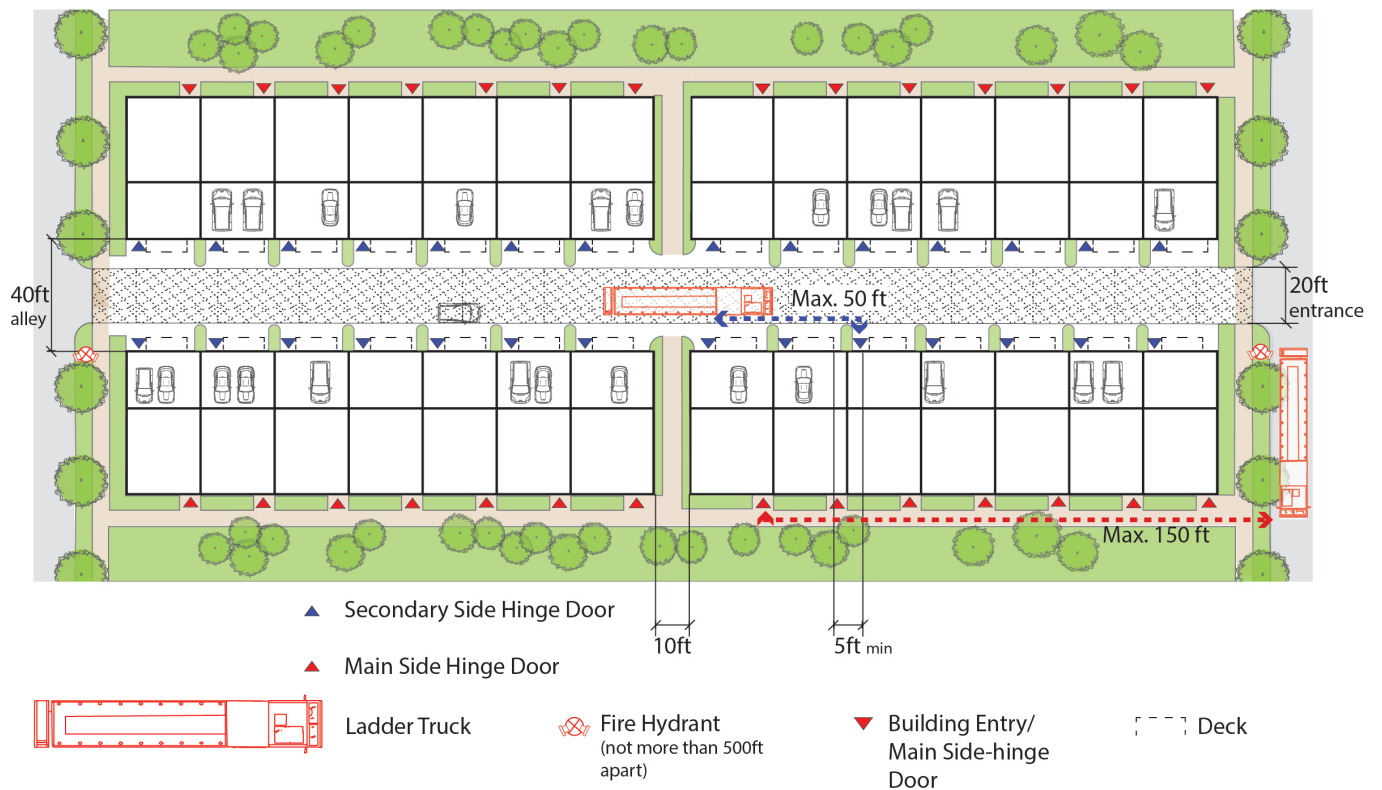 40ft
alley
Max. 50 ft
20ft
entrance
Max. 150 ft
10ft
5ft min
Secondary Side Hinge Door
Main Side Hinge Door
Ladder Truck
Fire Hydrant
(not more than 500ft
apart)
Building Entry/
Main Side-hinge
Door
Deck